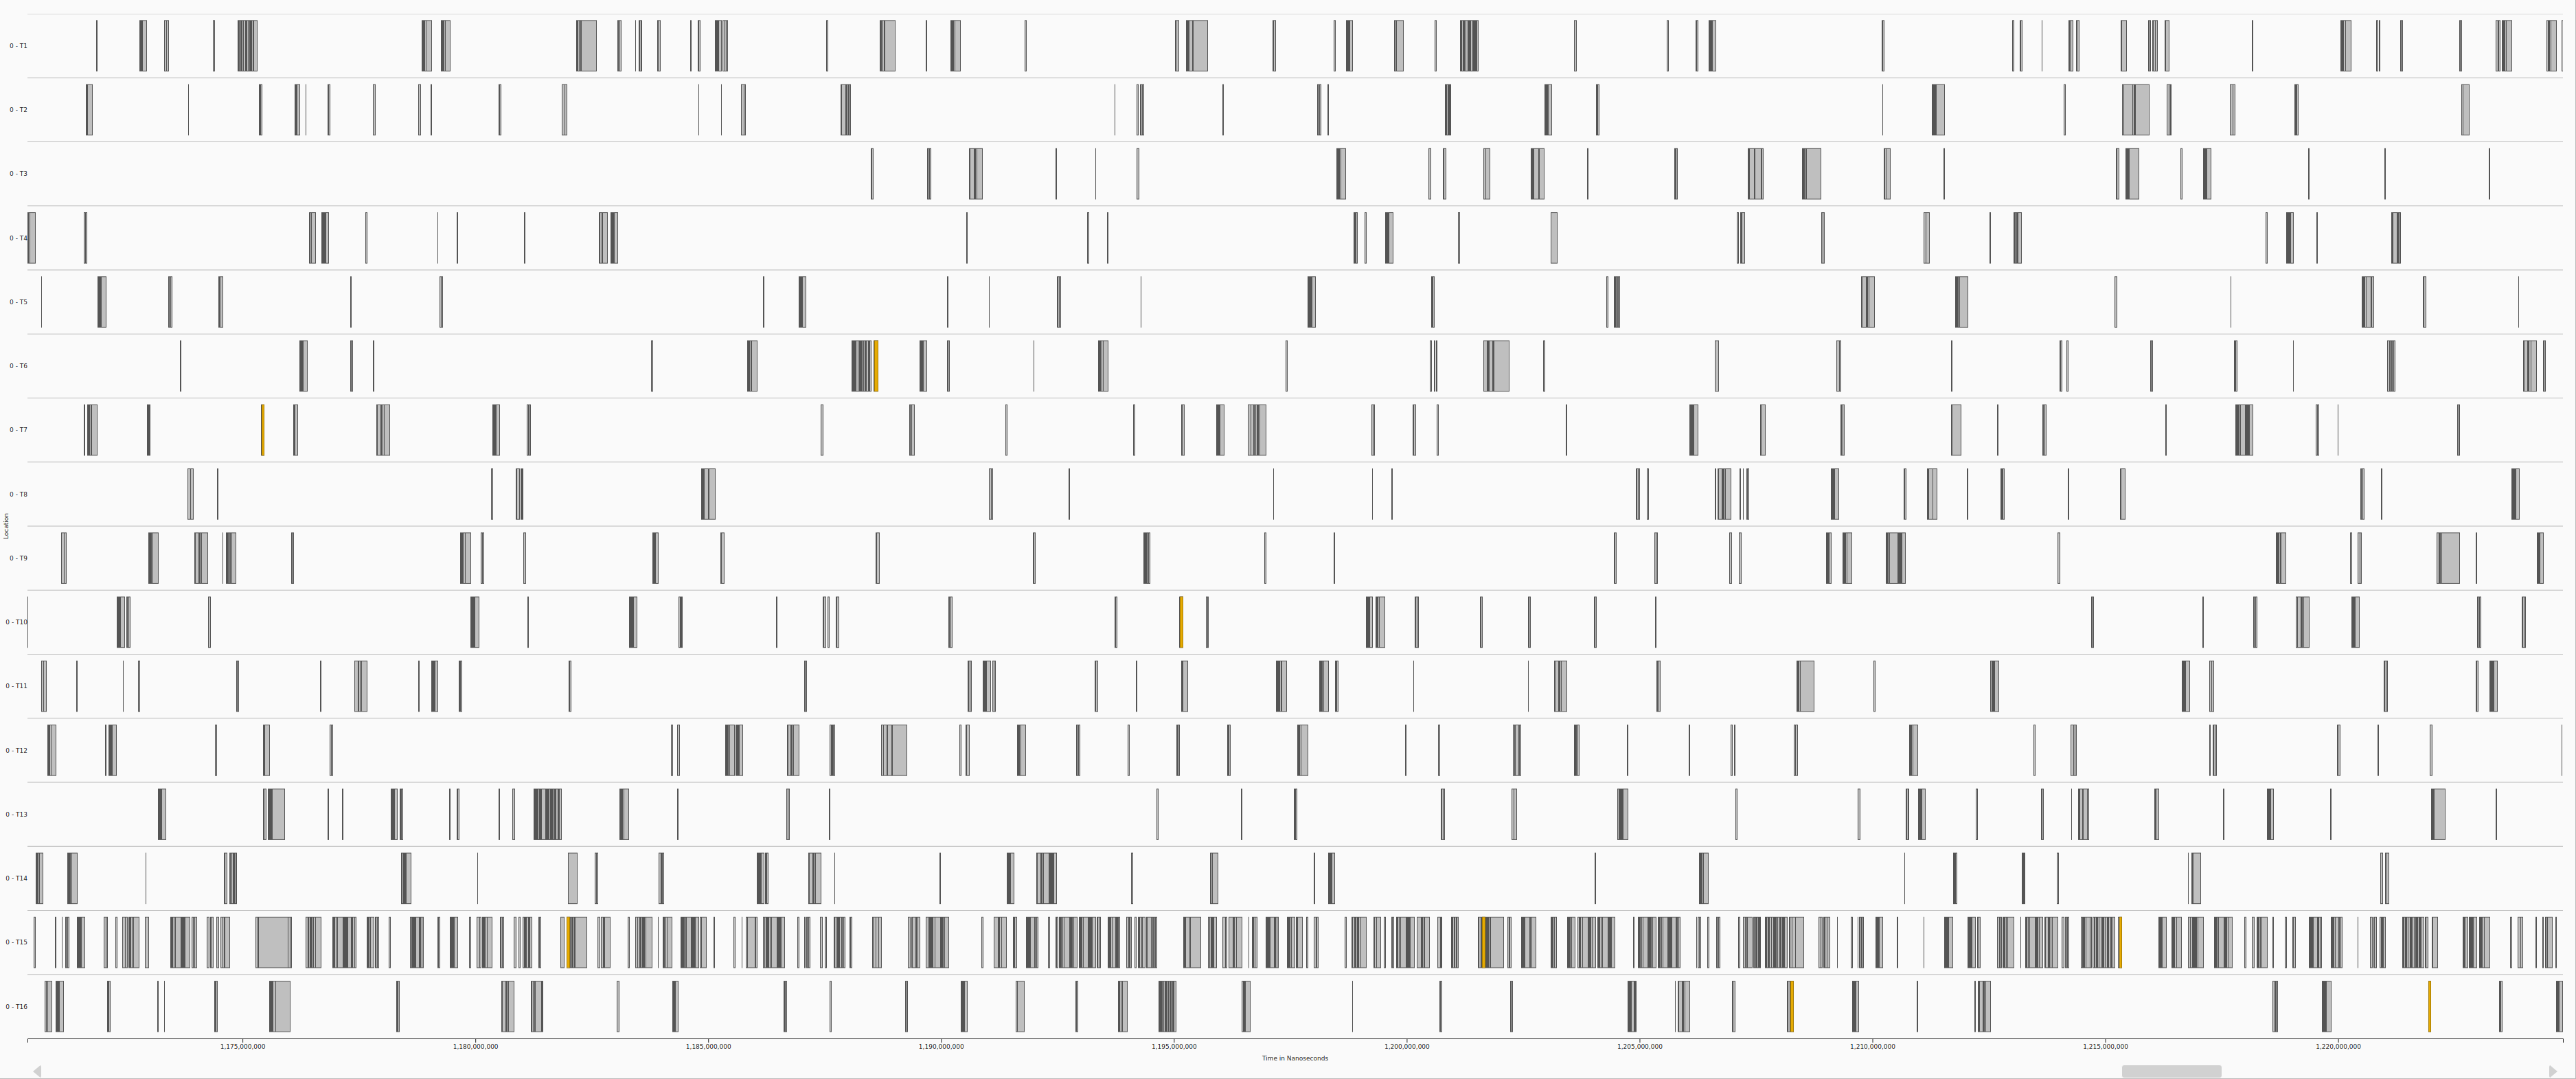 0 - T1
0 - T2
0 - T3
0 - T4
0 - T5
0 - T6
0 - T7
0 - T8
Location
0 - T9
0 - T10
0 - T11
0 - T12
0 - T13
0 - T14
0 - T15
0 - T16
1,175,000,000 1,180,000,000 1,185,000,000 1,190,000,000 1,195,000,000 1,200,000,000 1,205,000,000 1,210,000,000 1,215,000,000 1,220,000,000
Time in Nanoseconds